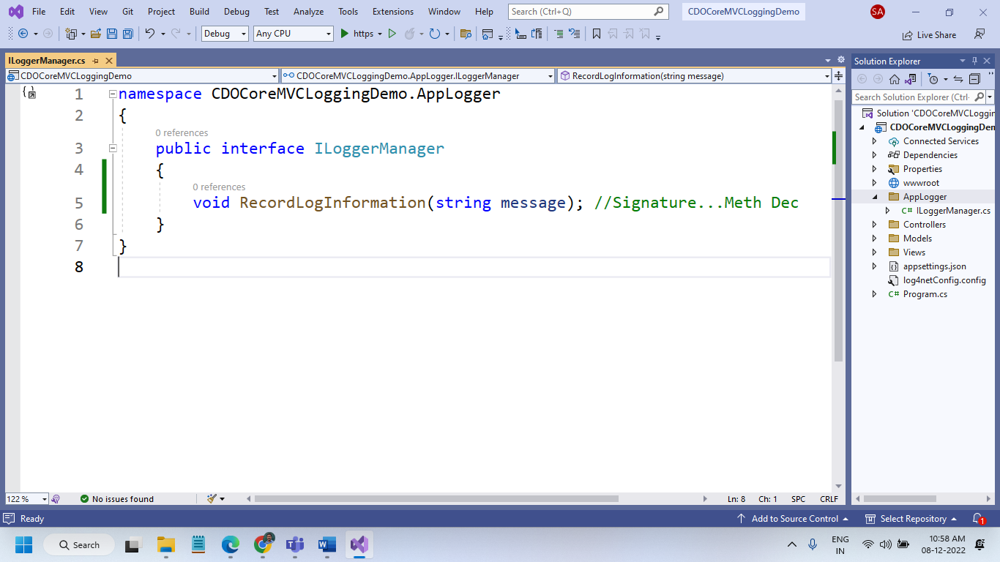 File Edit View Git Project Build Debug Test Analyze Tools Extensions Window Help Search (Ctrl+Q) CDOCoreMVCLoggingDemo SA
Debug Any CPU https Live Share
ILoggerManager.cs
CDOCoreMVCLoggingDemo CDOCoreMVCLoggingDemo.AppLogger.ILoggerManager RecordLogInformation(string message)
1 namespace CDOCoreMVCLoggingDemo.AppLogger
2 {
0 references
3 public interface ILoggerManager
4 {
0 references
5 void RecordLogInformation(string message); //Signature...Meth Dec
6 }
7 }
8
122 % No issues found Ln: 8 Ch: 1 SPC CRLF
Solution Explorer
Search Solution Explorer (Ctrl-
Solution 'CDOCoreMVCLoggin
CDOCoreMVCLoggingDem
Connected Services
Dependencies
Properties
wwwroot
AppLogger
C# ILoggerManager.cs
Controllers
Models
Views
appsettings.json
log4netConfig.config
C# Program.cs
Ready Add to Source Control Select Repository 1
Search ENG IN 10:58 AM 08-12-2022